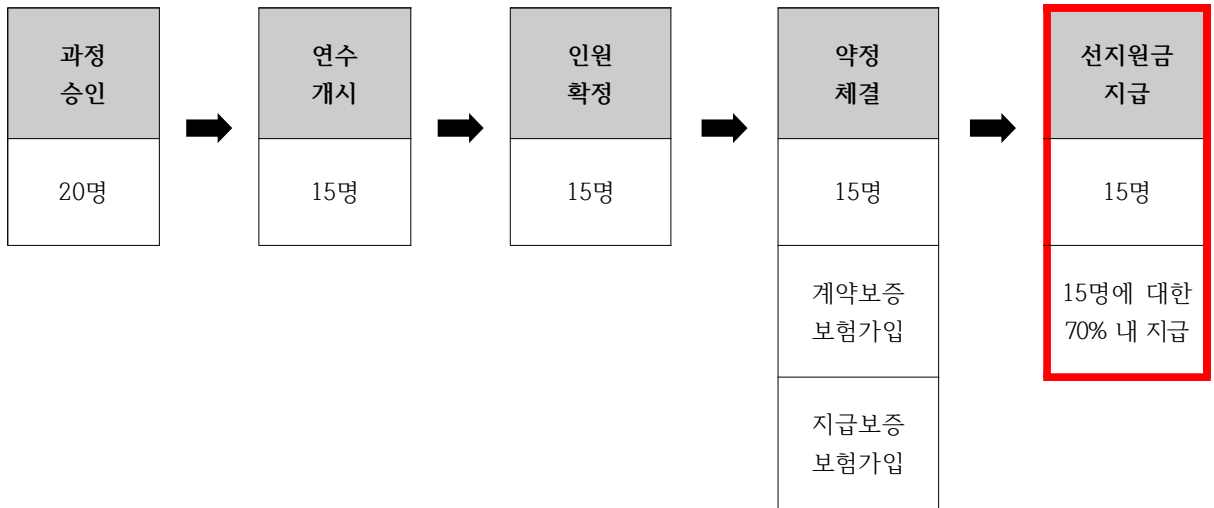 과정
승인
20명
연수
개시
15명
인원
확정
15명
약정
체결
15명
계약보증
보험가입
지급보증
보험가입
선지원금
지급
15명
15명에 대한
70% 내 지급